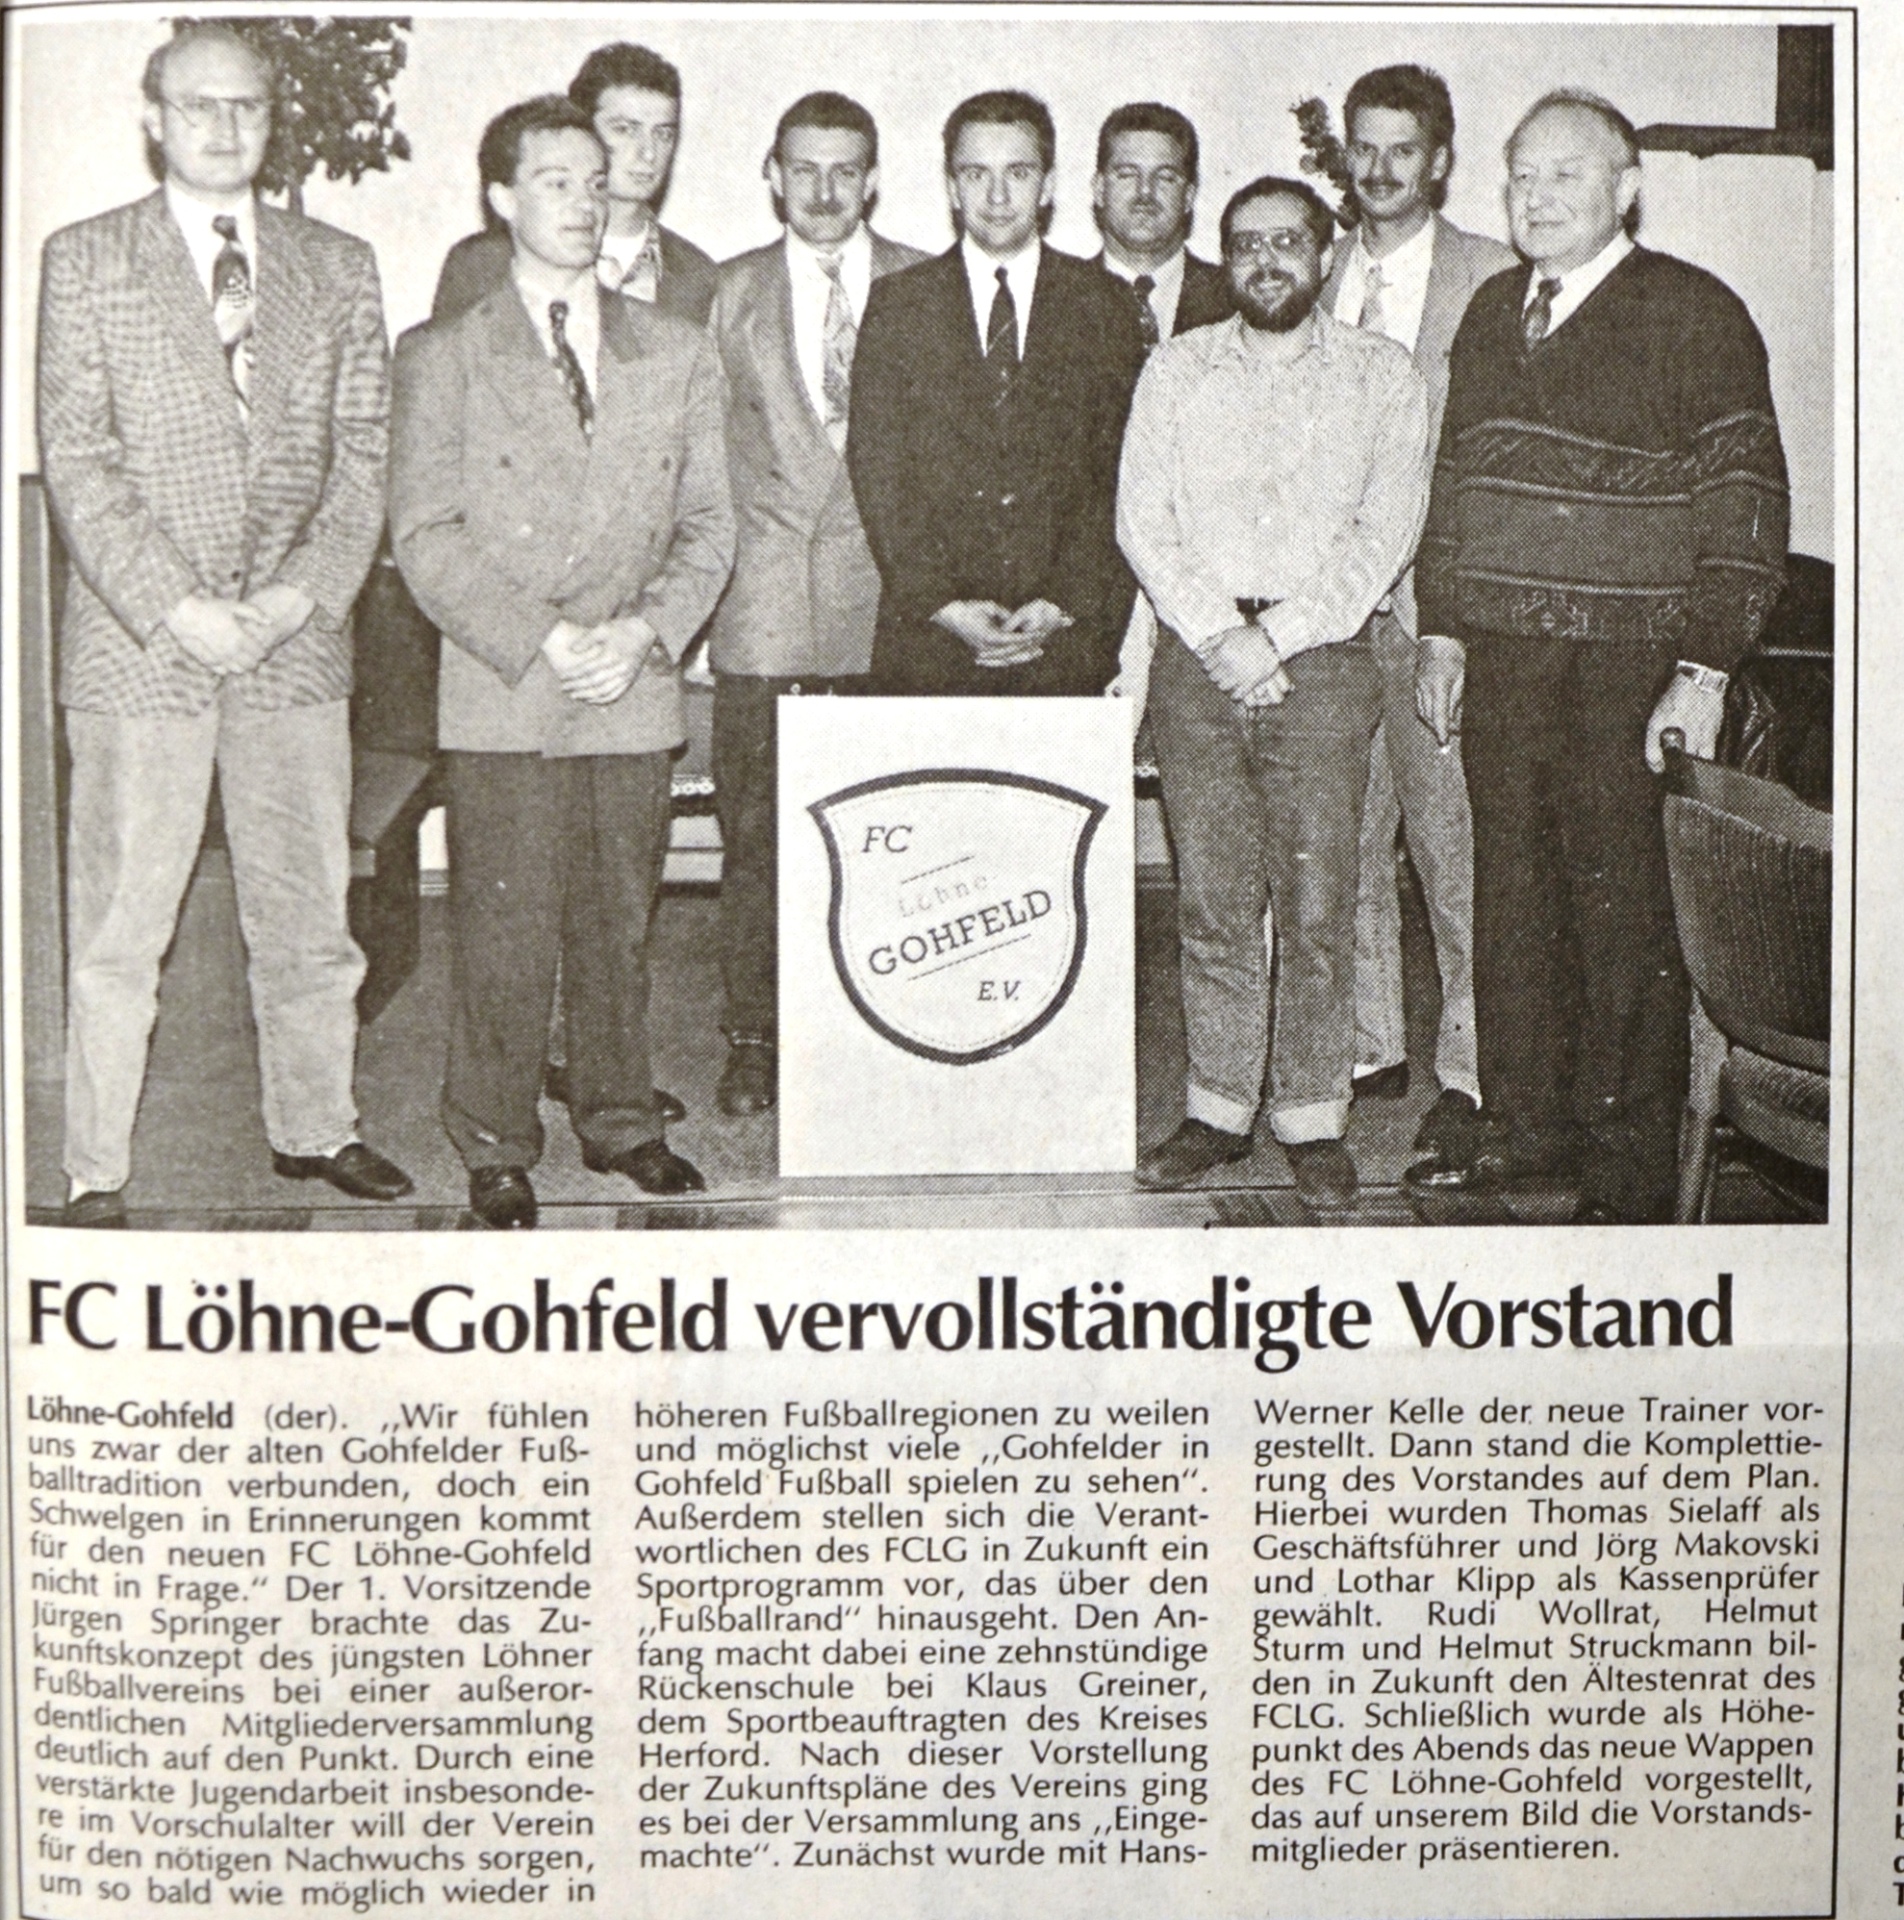 FC
Löhne
GOHFELD
E.V.
FC Löhne-Gohfeld vervollständigte Vorstand
Löhne-Gohfeld (der). „Wir fühlen
uns zwar der alten Gohfelder Fuß-
balltradition verbunden, doch ein
Schwelgen in Erinnerungen kommt
für den neuen FC Löhne-Gohfeld
nicht in Frage.“ Der 1. Vorsitzende
Jürgen Springer brachte das Zu-
kunftskonzept des jüngsten Löhner
Fußballvereins bei einer außeror-
dentlichen Mitgliederversammlung
deutlich auf den Punkt. Durch eine
verstärkte Jugendarbeit insbesonde-
re im Vorschulalter will der Verein
für den nötigen Nachwuchs sorgen,
um so bald wie möglich wieder in
höheren Fußballregionen zu weilen
und möglichst viele „Gohfelder in
Gohfeld Fußball spielen zu sehen“.
Außerdem stellen sich die Verant-
wortlichen des FCLG in Zukunft ein
Sportprogramm vor, das über den
„Fußballrand“ hinausgeht. Den An-
fang macht dabei eine zehnstündige
Rückenschule bei Klaus Greiner,
dem Sportbeauftragten des Kreises
Herford. Nach dieser Vorstellung
der Zukunftspläne des Vereins ging
es bei der Versammlung ans „Einge-
machte“. Zunächst wurde mit Hans-
Werner Kelle der neue Trainer vor-
gestellt. Dann stand die Komplettie-
rung des Vorstandes auf dem Plan.
Hierbei wurden Thomas Sielaff als
Geschäftsführer und Jörg Makovski
und Lothar Klipp als Kassenprüfer
gewählt. Rudi Wollrat, Helmut
Sturm und Helmut Struckmann bil-
den in Zukunft den Ältestenrat des
FCLG. Schließlich wurde als Höhe-
punkt des Abends das neue Wappen
des FC Löhne-Gohfeld vorgestellt,
das auf unserem Bild die Vorstands-
mitglieder präsentieren.